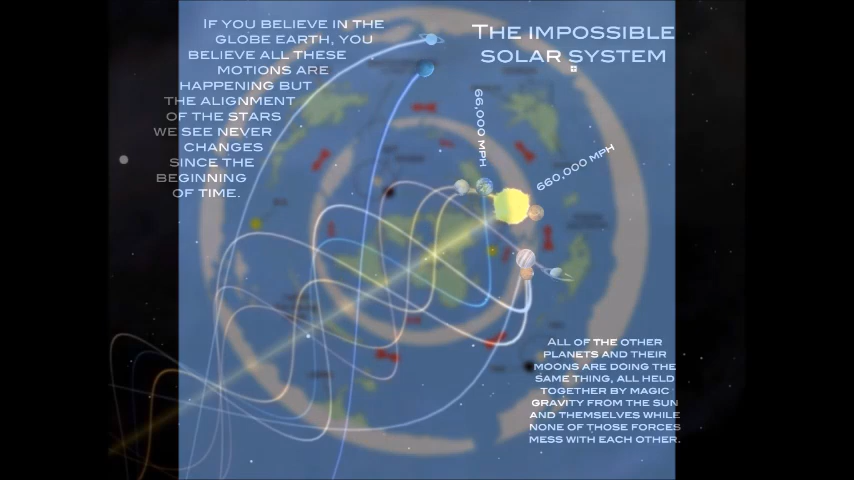 IF YOU BELIEVE IN THE
GLOBE EARTH, YOU
BELIEVE ALL THESE
MOTIONS ARE
HAPPENING BUT
THE ALIGNMENT
OF THE STARS
WE SEE NEVER
CHANGES
SINCE THE
BEGINNING
OF TIME.
THE IMPOSSIBLE
SOLAR SYSTEM
66,000 MPH
660,000 MPH
ALL OF THE OTHER
PLANETS AND THEIR
MOONS ARE DOING THE
SAME THING, ALL HELD
TOGETHER BY MAGIC
GRAVITY FROM THE SUN
AND THEMSELVES WHILE
NONE OF THOSE FORCES
MESS WITH EACH OTHER.